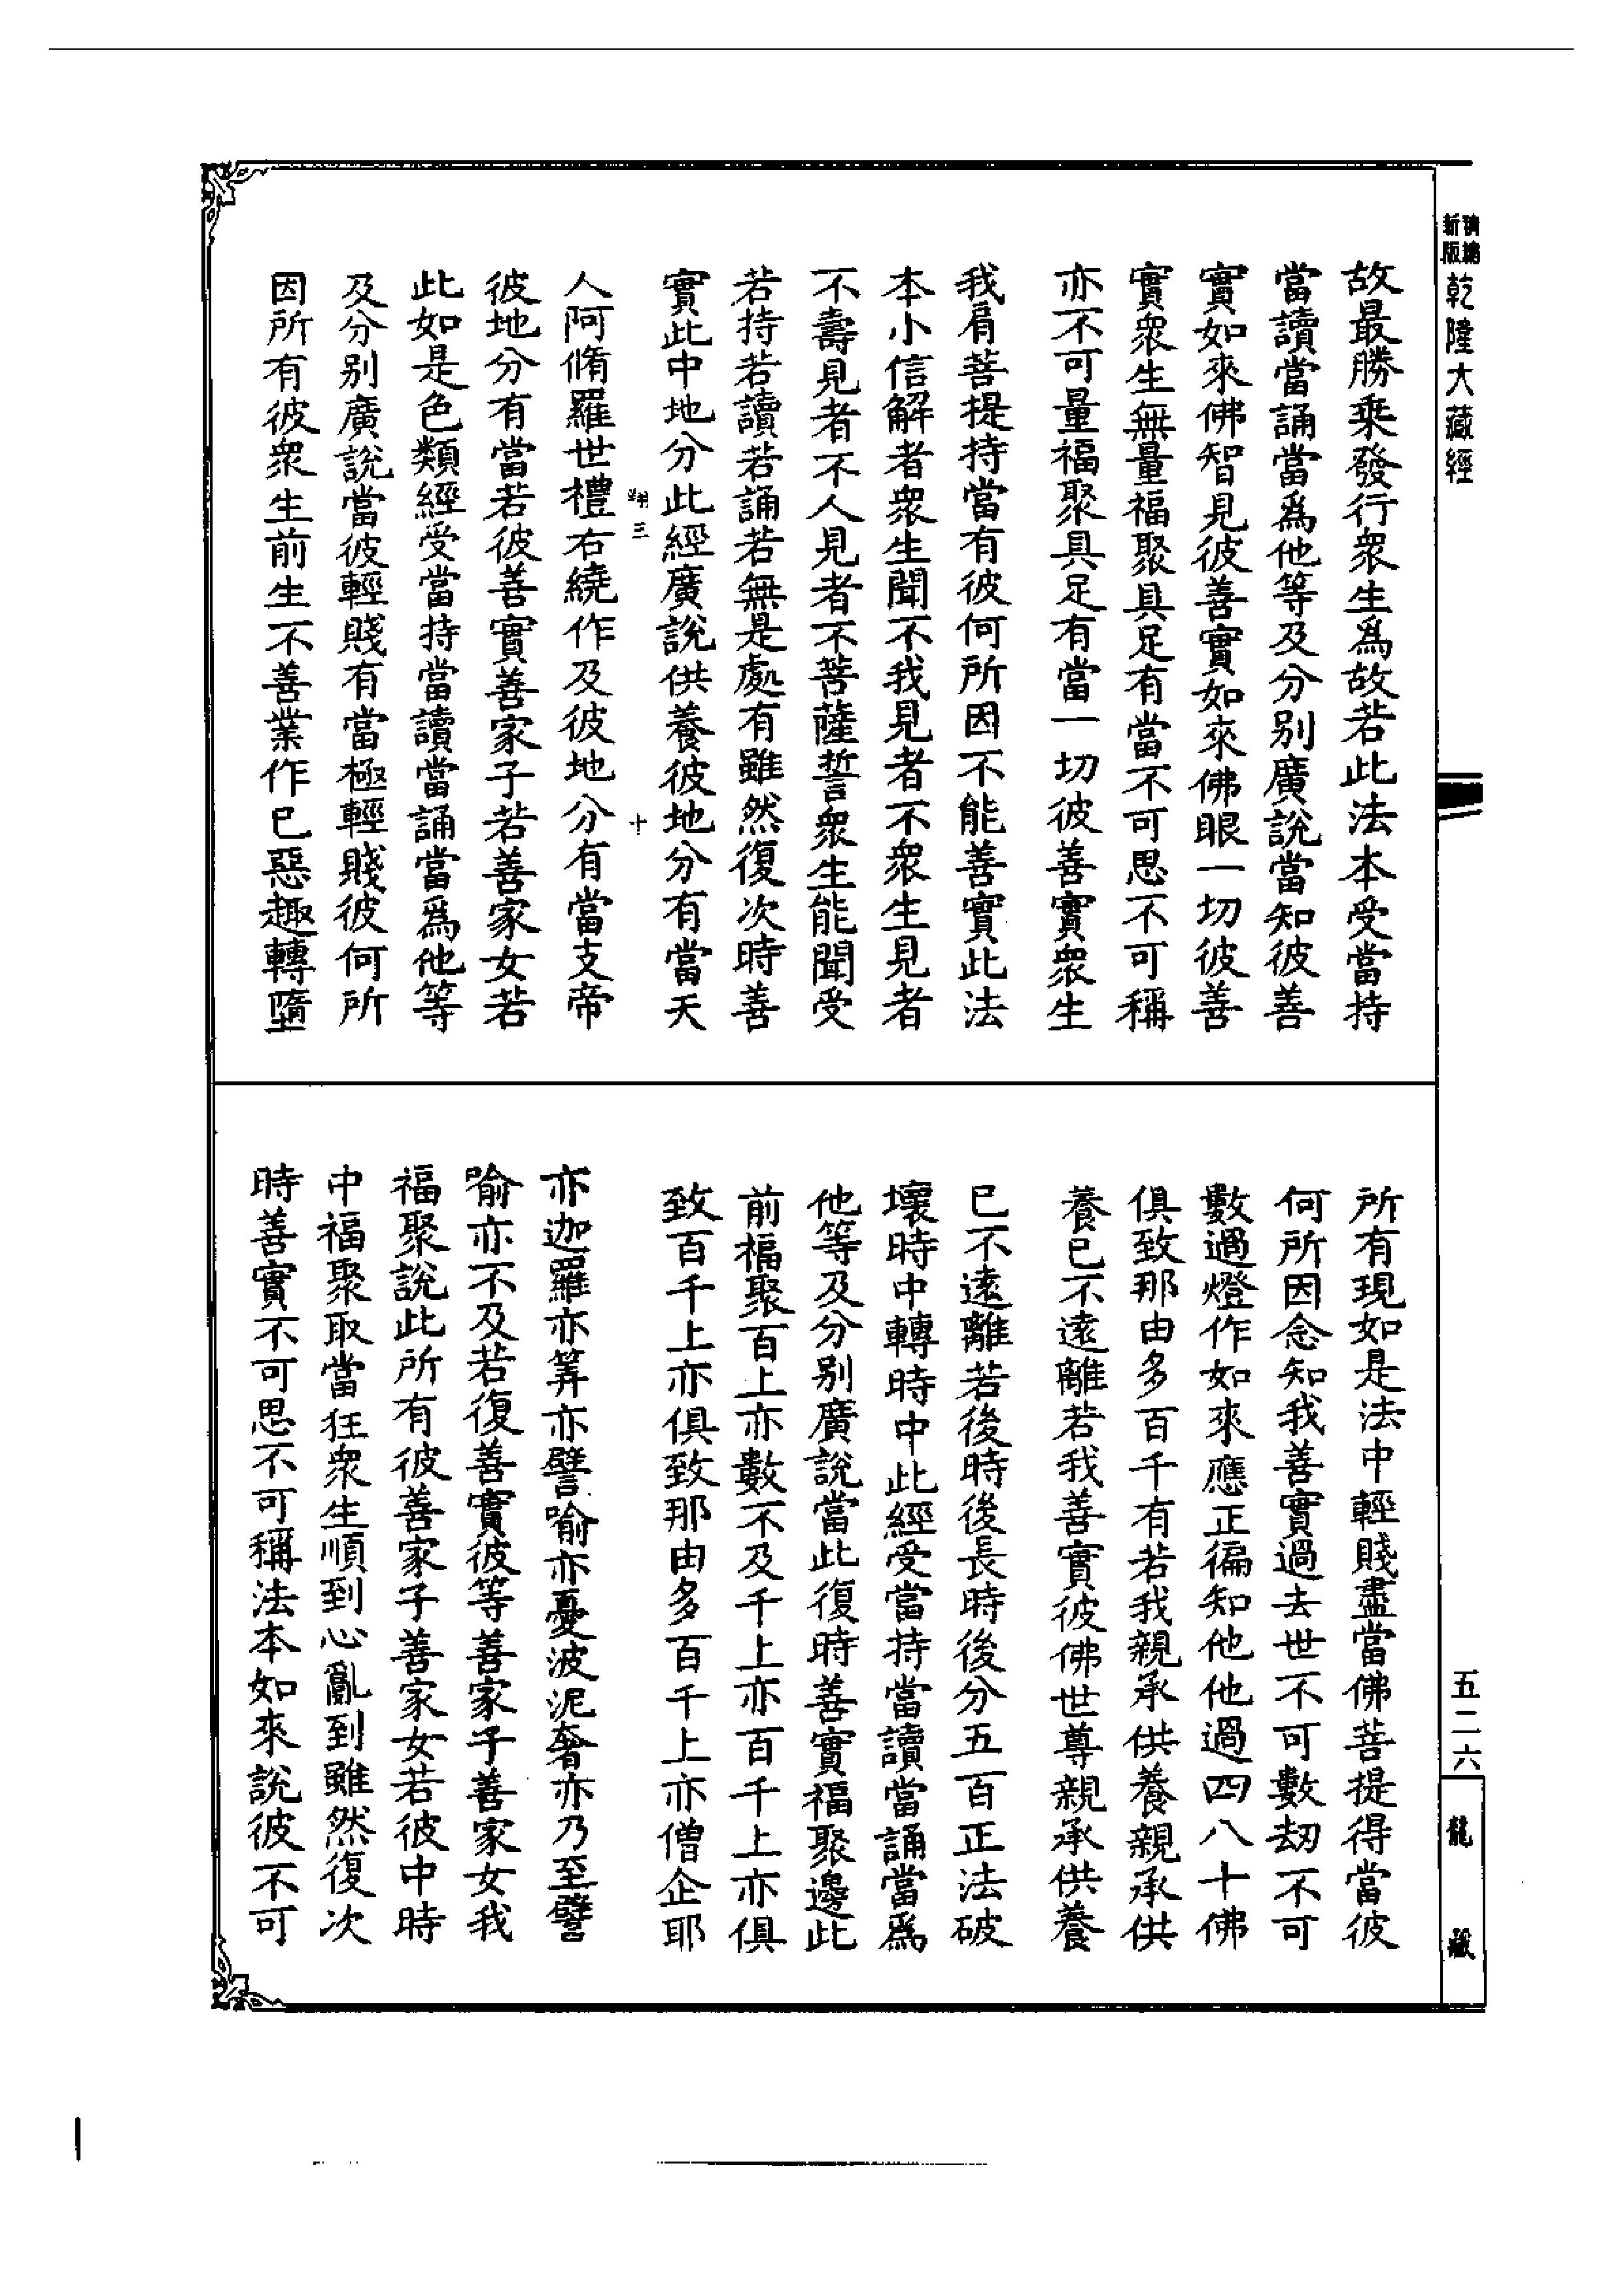 新版
精編
乾隆大藏經
故最勝乘發行衆生爲故若此法本受當持
當讀當誦當爲他等及分别廣說當知彼善
實如來佛智見彼善實如來佛眼一切彼善
實衆生無量福聚具足有當不可思不可稱
亦不可量福聚具足有當一切彼善實衆生
我肩菩提持當有彼何所因不能善實此法
本小信解者衆生聞不我見者不衆生見者
不壽見者不人見者不菩薩誓衆生能聞受
若持若讀若誦若無是處有雖然復次時善
實此中地分此經廣說供養彼地分有當天
翔三
十
人阿脩羅世禮右繞作及彼地分有當支帝
彼地分有當若彼善實善家子若善家女若
此如是色類經受當持當讀當誦當爲他等
及分别廣說當彼輕賤有當極輕賤彼何所
因所有彼衆生前生不善業作已惡趣轉墮
所有現如是法中輕賤盡當佛菩提得當彼
何所因念知我善實過去世不可數劫不可
數過燈作如來應正徧知他他過四八十佛
俱致那由多百千有若我親承供養親承供
養已不遠離若我善實彼佛世尊親承供養
已不遠離若後時後長時後分五百正法破
壞時中轉時中此經受當持當讀當誦當爲
他等及分别廣說當此復時善實福聚邊此
前福聚百上亦數不及千上亦百千上亦俱
致百千上亦俱致那由多百千上亦僧企耶
亦迦羅亦筭亦譬喻亦憂波泥奢亦乃至譬
喻亦不及若復善實彼等善家子善家女我
福聚說此所有彼善家子善家女若彼中時
中福聚取當狂衆生順到心亂到雖然復次
時善實不可思不可稱法本如來說彼不可
五二六
龍藏